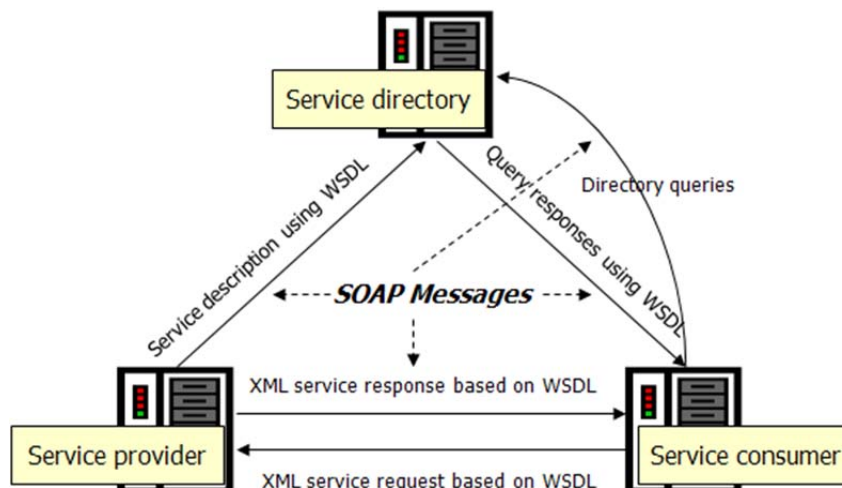 Service directory
Service description using WSDL
Query responses using WSDL
Directory queries
SOAP Messages
XML service response based on WSDL
Service provider
Service consumer
XML service request based on WSDL